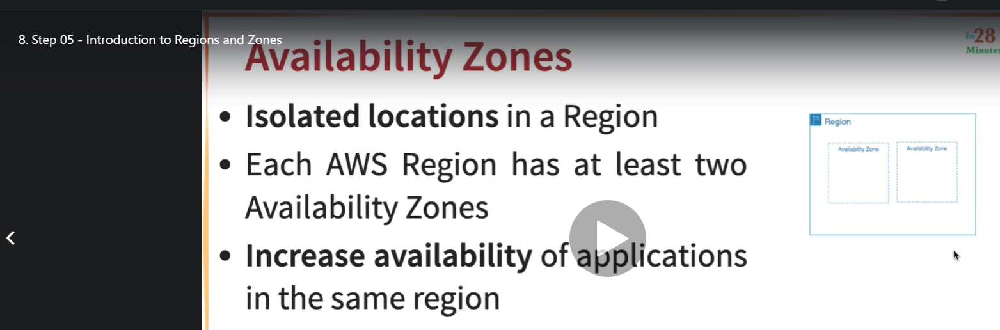 8. Step 05 - Introduction to Regions and Zones
In28
Minutes
Availability Zones
• Isolated locations in a Region
• Each AWS Region has at least two
Availability Zones
• Increase availability of applications
in the same region
Region
Availability Zone
Availability Zone